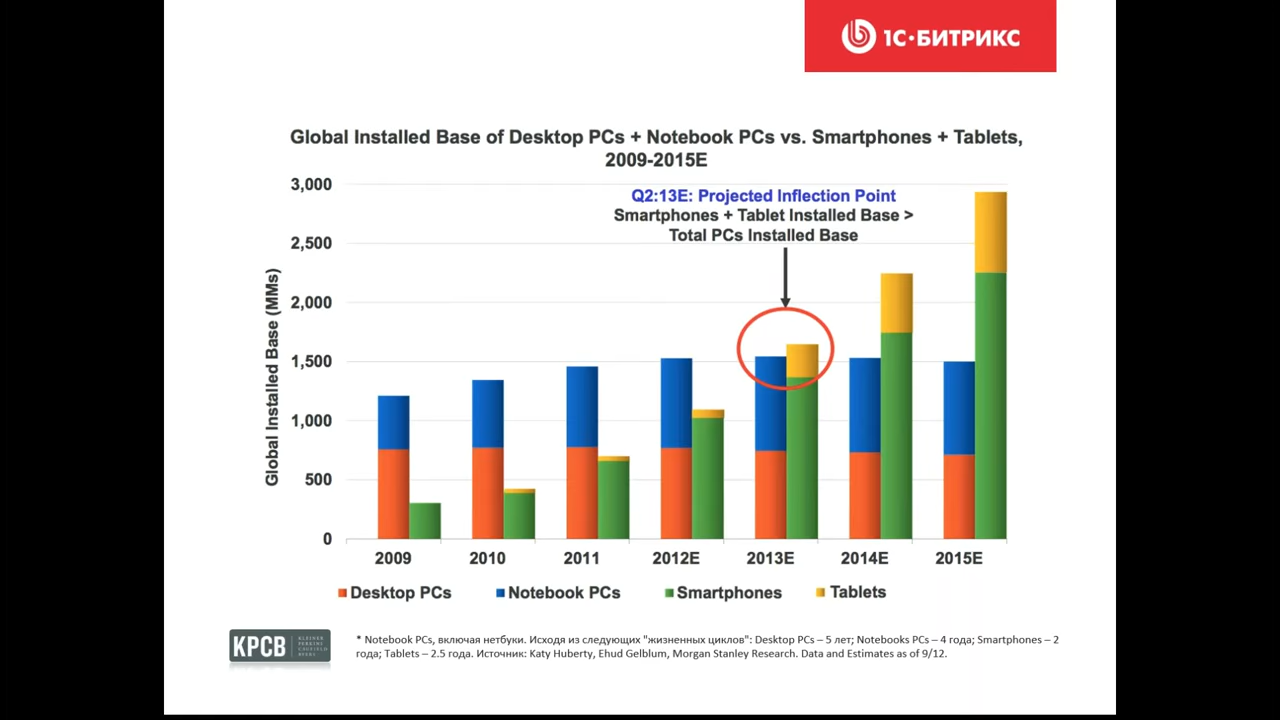 1С·БИТРИКС
Global Installed Base of Desktop PCs + Notebook PCs vs. Smartphones + Tablets,
2009-2015E
Q2:13E: Projected Inflection Point
Smartphones + Tablet Installed Base >
Total PCs Installed Base
Global Installed Base (MMs)
3,000
2,500
2,000
1,500
1,000
500
0
2009 2010 2011 2012E 2013E 2014E 2015E
Desktop PCs Notebook PCs Smartphones Tablets
KPCB
KLEINER
PERKINS
CAUFIELD
BYERS
* Notebook PCs, включая нетбуки. Исходя из следующих "жизненных циклов": Desktop PCs – 5 лет; Notebooks PCs – 4 года; Smartphones – 2
года; Tablets – 2.5 года. Источник: Katy Huberty, Ehud Gelblum, Morgan Stanley Research. Data and Estimates as of 9/12.